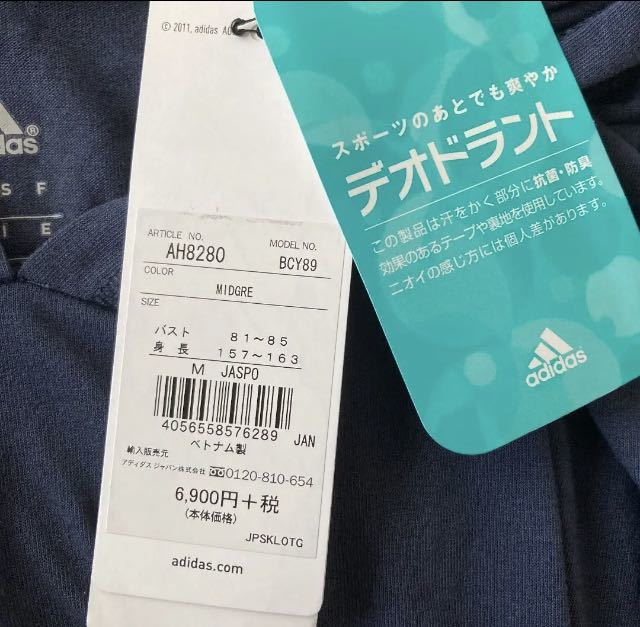 © 2011, adidas
adidas
S F
E
ARTICLE NO.
MODEL NO.
AH8280
BCY89
COLOR
MIDGRE
SIZE
バスト 81~85
身長 157~163
M JASPO
4056558576289 JAN
ベトナム製
輸入販売元
アディダス ジャパン株式会社 0120-810-654
6,900円+税
(本体価格)
JPSKLOTG
adidas.com
スポーツのあとでも爽やか
デオドラント
この製品は汗をかく部分に抗菌・防臭
効果のあるテープや裏地を使用しています。
ニオイの感じ方には個人差があります。
adidas